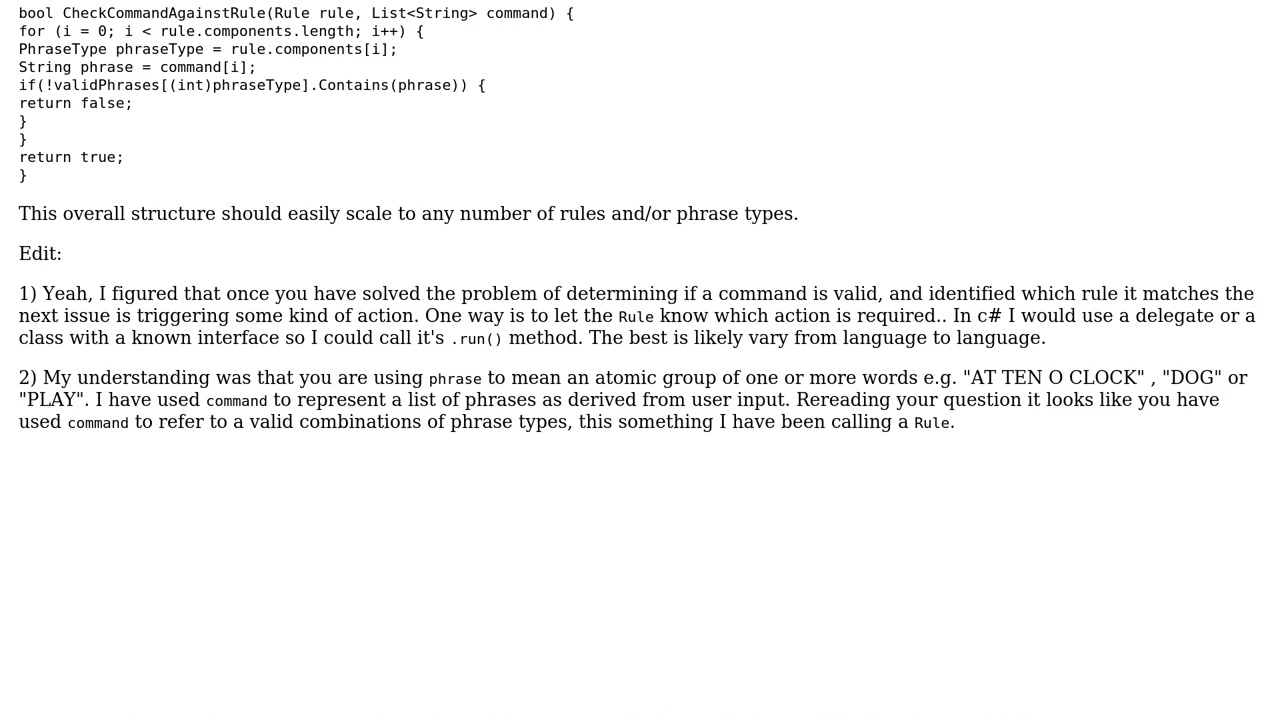 bool CheckCommandAgainstRule(Rule rule, List<String> command) {
for (i = 0; i < rule.components.length; i++) {
PhraseType phraseType = rule.components[i];
String phrase = command[i];
if(!validPhrases[(int)phraseType].Contains(phrase)) {
return false;
}
}
return true;
}
This overall structure should easily scale to any number of rules and/or phrase types.
Edit:
1) Yeah, I figured that once you have solved the problem of determining if a command is valid, and identified which rule it matches the
next issue is triggering some kind of action. One way is to let the Rule know which action is required.. In c# I would use a delegate or a
class with a known interface so I could call it's .run() method. The best is likely vary from language to language.
2) My understanding was that you are using phrase to mean an atomic group of one or more words e.g. "AT TEN O CLOCK" , "DOG" or
"PLAY". I have used command to represent a list of phrases as derived from user input. Rereading your question it looks like you have
used command to refer to a valid combinations of phrase types, this something I have been calling a Rule.